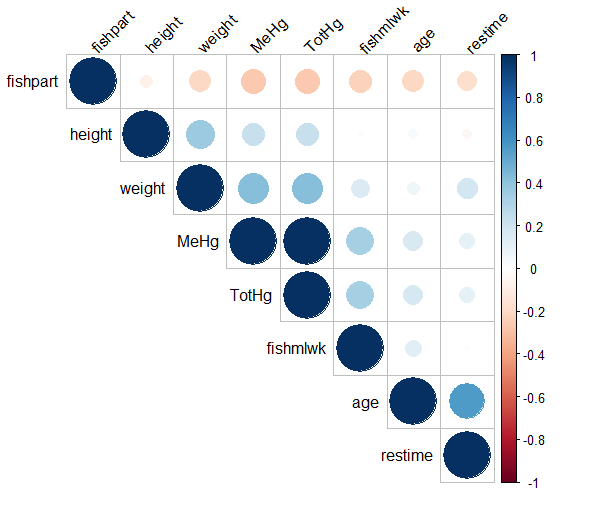 fishpart
height
weight
MeHg
TotHg
fishmlwk
age
restime
fishpart
height
weight
MeHg
TotHg
fishmlwk
age
restime
1
0.8
0.6
0.4
0.2
0
-0.2
-0.4
-0.6
-0.8
-1